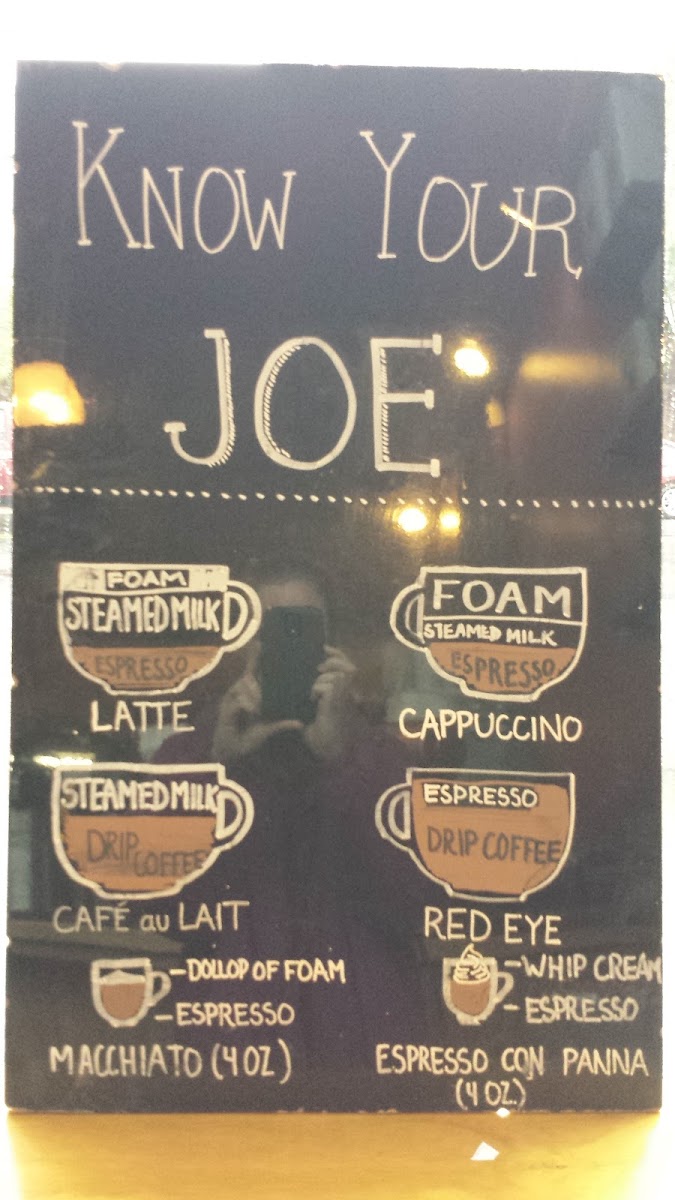 KNOW YOUR
JOE
FOAM
STEAMED MILK
ESPRESSO
LATTE
FOAM
STEAMED MILK
ESPRESSO
CAPPUCCINO
STEAMED MILK
DRIP COFFEE
CAFÉ au LAIT
ESPRESSO
DRIP COFFEE
RED EYE
-DOLLOP OF FOAM
-ESPRESSO
MACCHIATO (4 OZ)
-WHIP CREAM
-ESPRESSO
ESPRESSO CON PANNA
(4 OZ.)